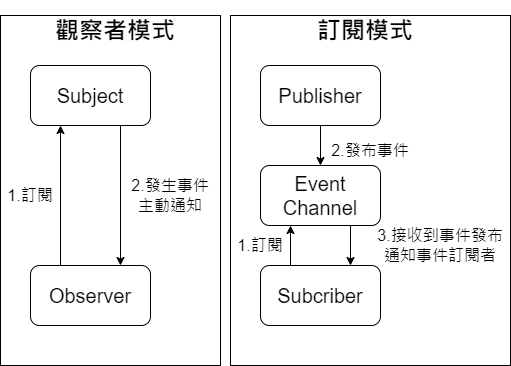 觀察者模式
Subject
1.訂閱
2.發生事件
主動通知
Observer
訂閱模式
Publisher
2.發布事件
Event
Channel
1.訂閱
3.接收到事件發布
通知事件訂閱者
Subcriber